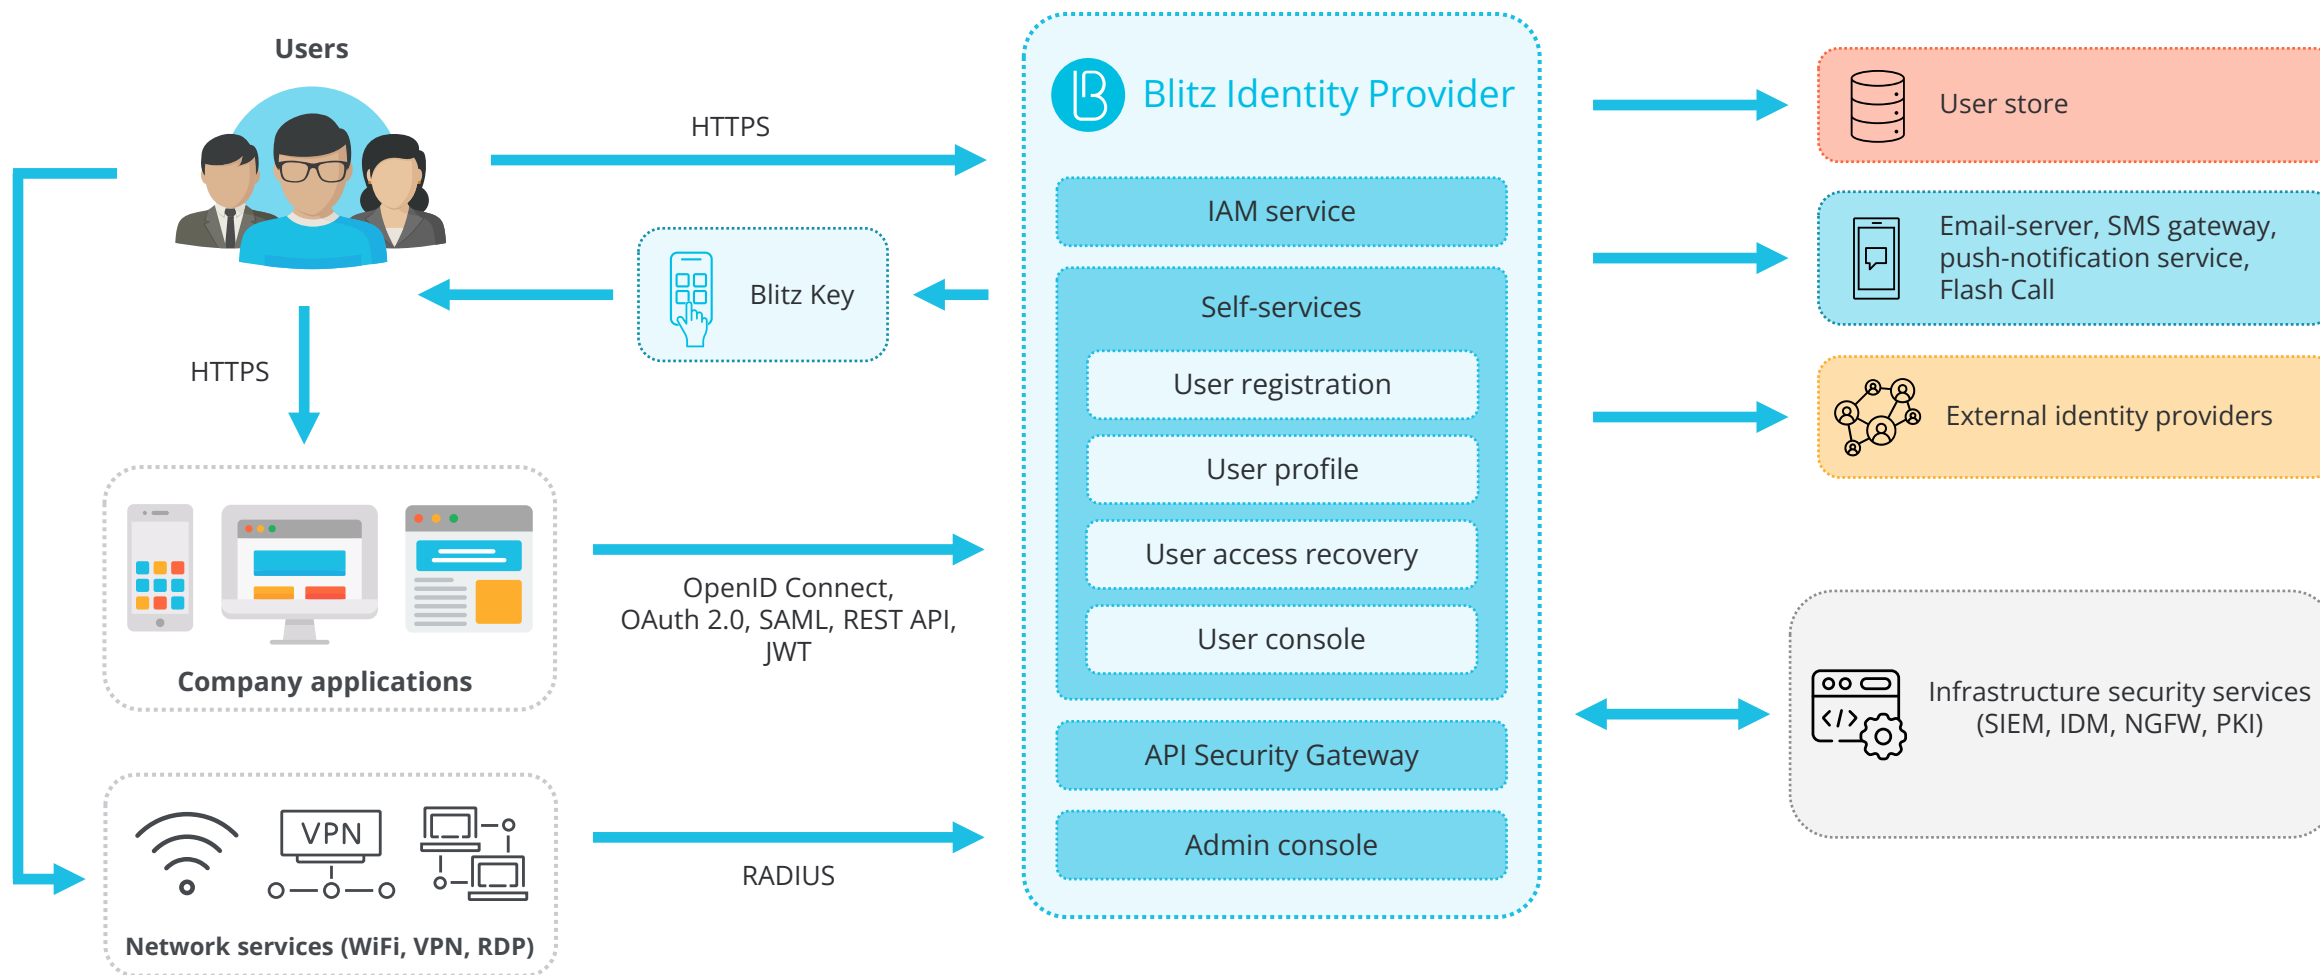 Users
HTTPS
Blitz Key
HTTPS
Company applications
OpenID Connect,
OAuth 2.0, SAML, REST API,
JWT
VPN
Network services (WiFi, VPN, RDP)
RADIUS
Blitz Identity Provider
IAM service
Self-services
User registration
User profile
User access recovery
User console
API Security Gateway
Admin console
User store
Email-server, SMS gateway,
push-notification service,
Flash Call
External identity providers
Infrastructure security services
(SIEM, IDM, NGFW, PKI)